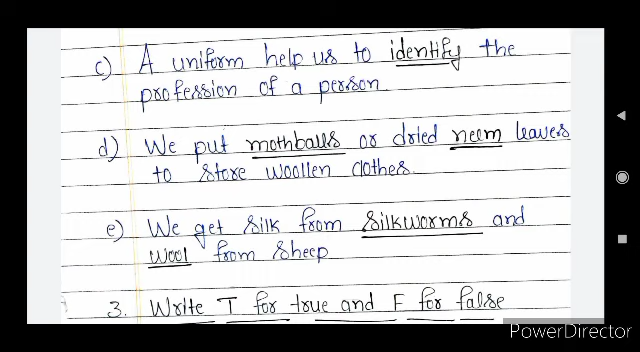 c) A uniform help us to identify the
profession of a person
d) We put mothballs or dried neem leaves
to store woollen clothes.
e) We get silk from silkworms and
wool from sheep
3. Write T for true and F for false
PowerDirector